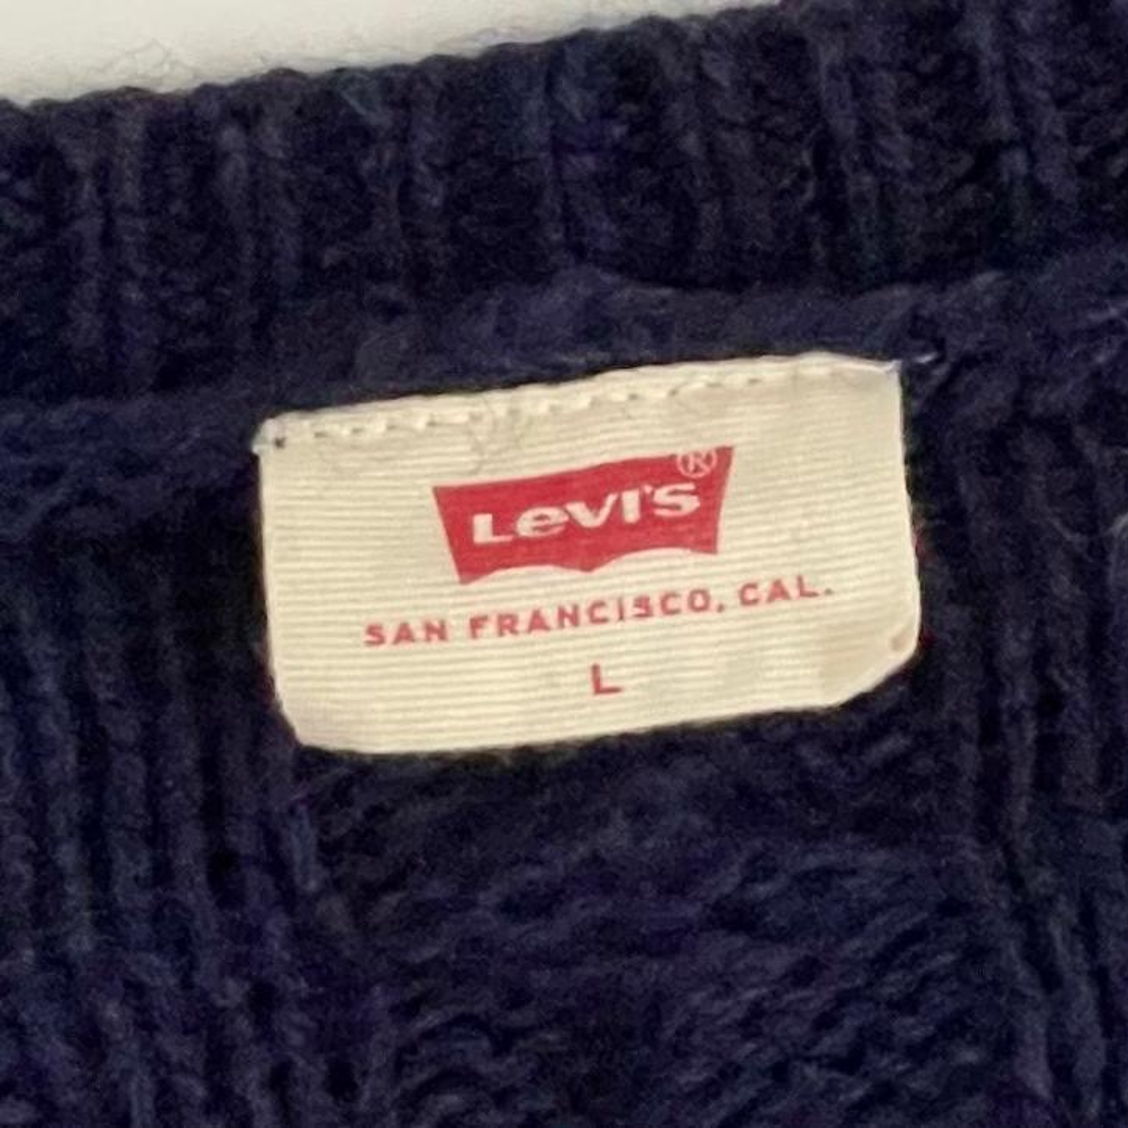 Levi's®
SAN FRANCISCO, CAL.
L